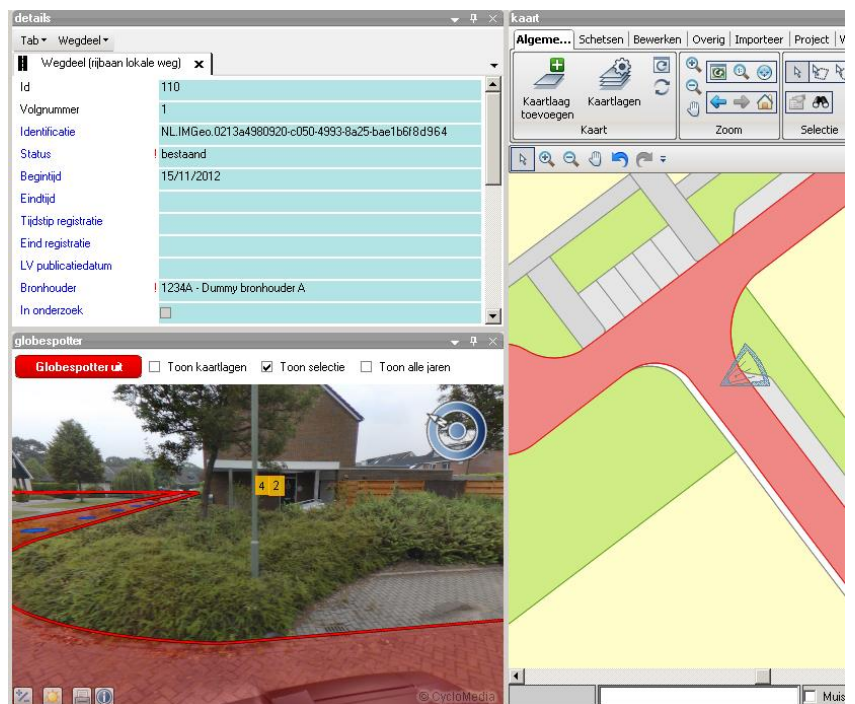 details
Tab Wegdeel
Wegdeel (rijbaan lokale weg)
Id 110
Volgnummer 1
Identificatie NL.IMGeo.0213a4980920-c050-4993-8a25-bae1b6f8d964
Status ! bestaand
Begintijd 15/11/2012
Eindtijd
Tijdstip registratie
Eind registratie
LV publicatiedatum
Bronhouder ! 1234A - Dummy bronhouder A
In onderzoek
globespotter
Globespotter uit Toon kaartlagen Toon selectie Toon alle jaren
4 2
© CycloMedia
kaart
Algeme... Schetsen Bewerken Overig Importeer Project
Kaartlaag toevoegen
Kaartlagen
Kaart Zoom Selectie
Muis